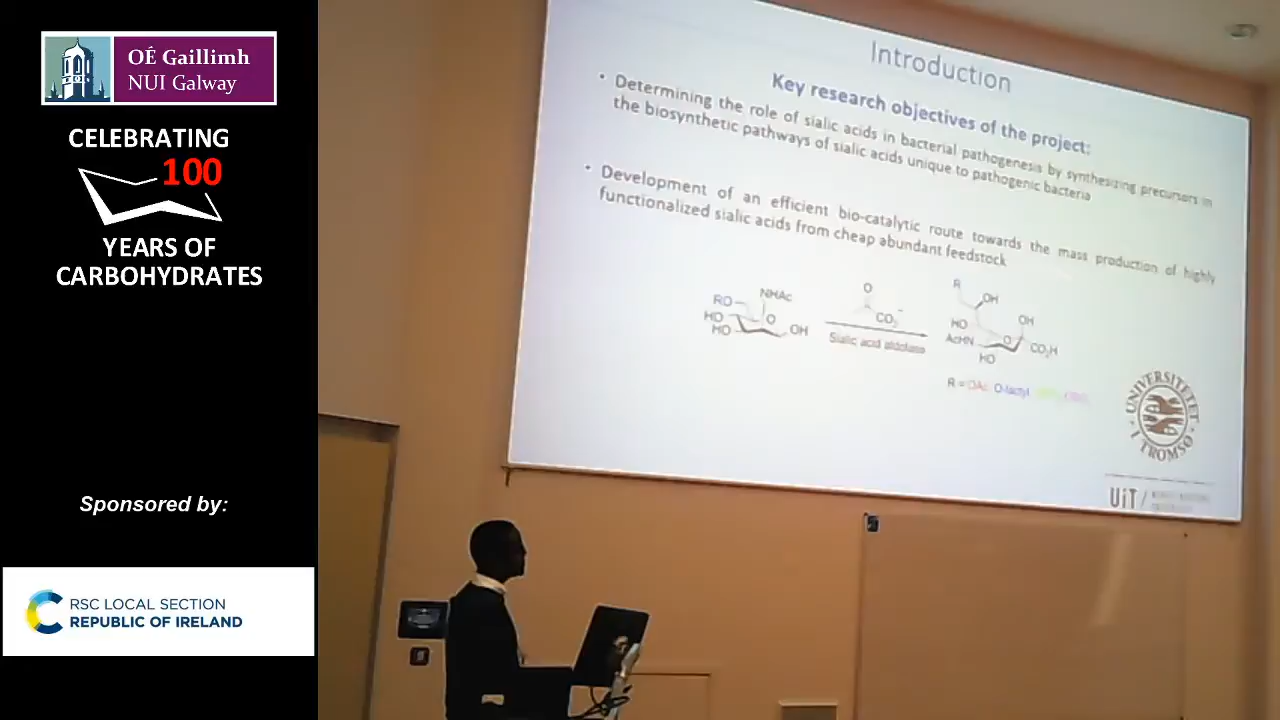 OÉ Gaillimh
NUI Galway
CELEBRATING
100
YEARS OF
CARBOHYDRATES
Sponsored by:
RSC LOCAL SECTION
REPUBLIC OF IRELAND
Introduction
Key research objectives of the project:
• Determining the role of sialic acids in bacterial pathogenesis by synthesizing precursors in
the biosynthetic pathways of sialic acids unique to pathogenic bacteria
• Development of an efficient bio-catalytic route towards the mass production of highly
functionalized sialic acids from cheap abundant feedstock
RO
NHAc
HO
O
HO
OH
O
CO₂⁻
Sialic acid aldolase
R
OH
HO
OH
AcHN
O
CO₂H
HO
R = OAc, O-lactyl,
UNIVERSITETET
I TROMSØ
UiT /